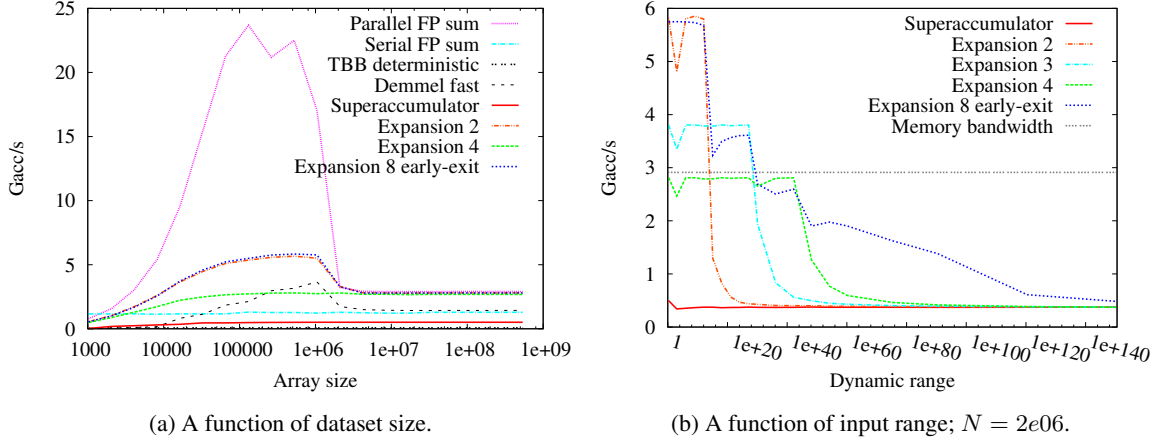 Gacc/s
25
20
15
10
5
0
1000
10000
100000
1e+06
1e+07
1e+08
1e+09
Array size
Parallel FP sum
Serial FP sum
TBB deterministic
Demmel fast
Superaccumulator
Expansion 2
Expansion 4
Expansion 8 early-exit
(a) A function of dataset size.
Gacc/s
6
5
4
3
2
1
0
1
1e+20
1e+40
1e+60
1e+80
1e+100
1e+120
1e+140
Dynamic range
Superaccumulator
Expansion 2
Expansion 3
Expansion 4
Expansion 8 early-exit
Memory bandwidth
(b) A function of input range; N = 2e06.